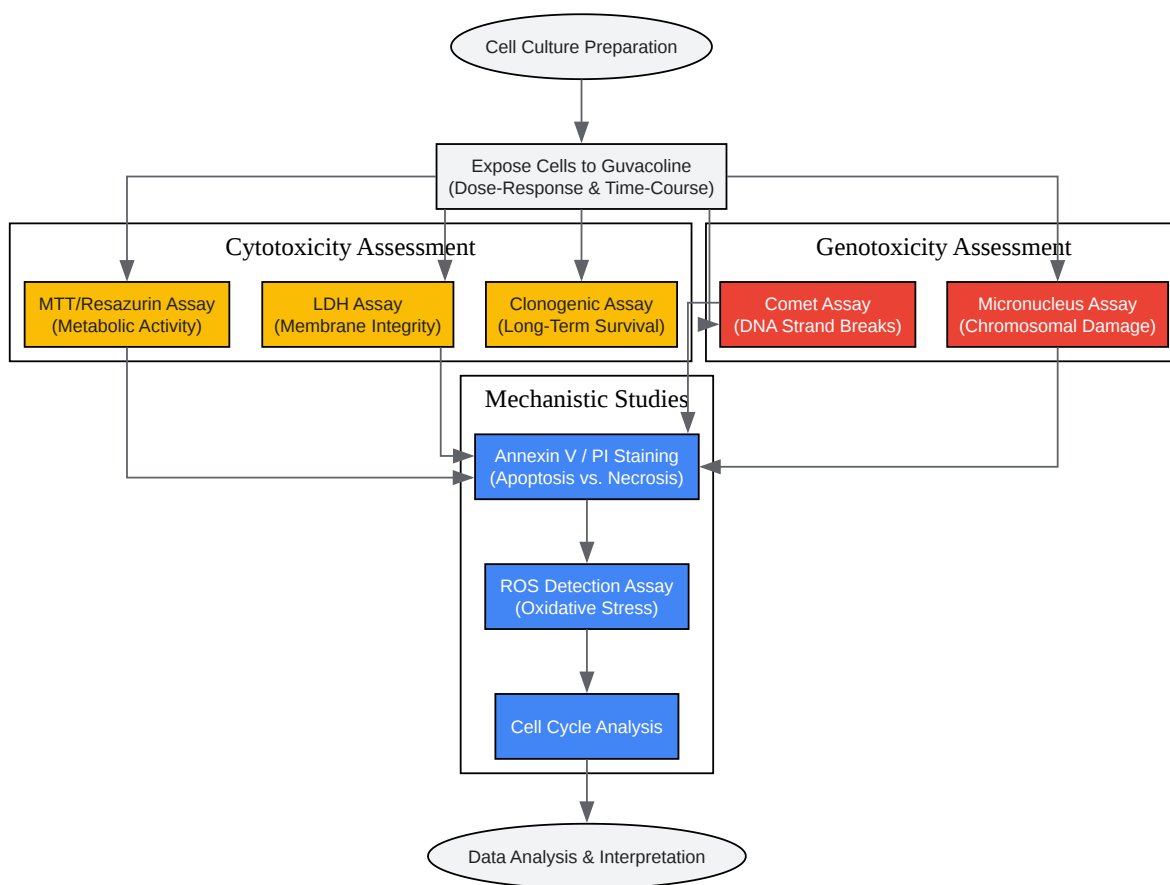 Cell Culture Preparation
Expose Cells to Guvacoline
(Dose-Response & Time-Course)
Cytotoxicity Assessment
Genotoxicity Assessment
MTT/Resazurin Assay
(Metabolic Activity)
LDH Assay
(Membrane Integrity)
Clonogenic Assay
(Long-Term Survival)
Comet Assay
(DNA Strand Breaks)
Micronucleus Assay
(Chromosomal Damage)
Mechanistic Studies
Annexin V / PI Staining
(Apoptosis vs. Necrosis)
ROS Detection Assay
(Oxidative Stress)
Cell Cycle Analysis
Data Analysis & Interpretation